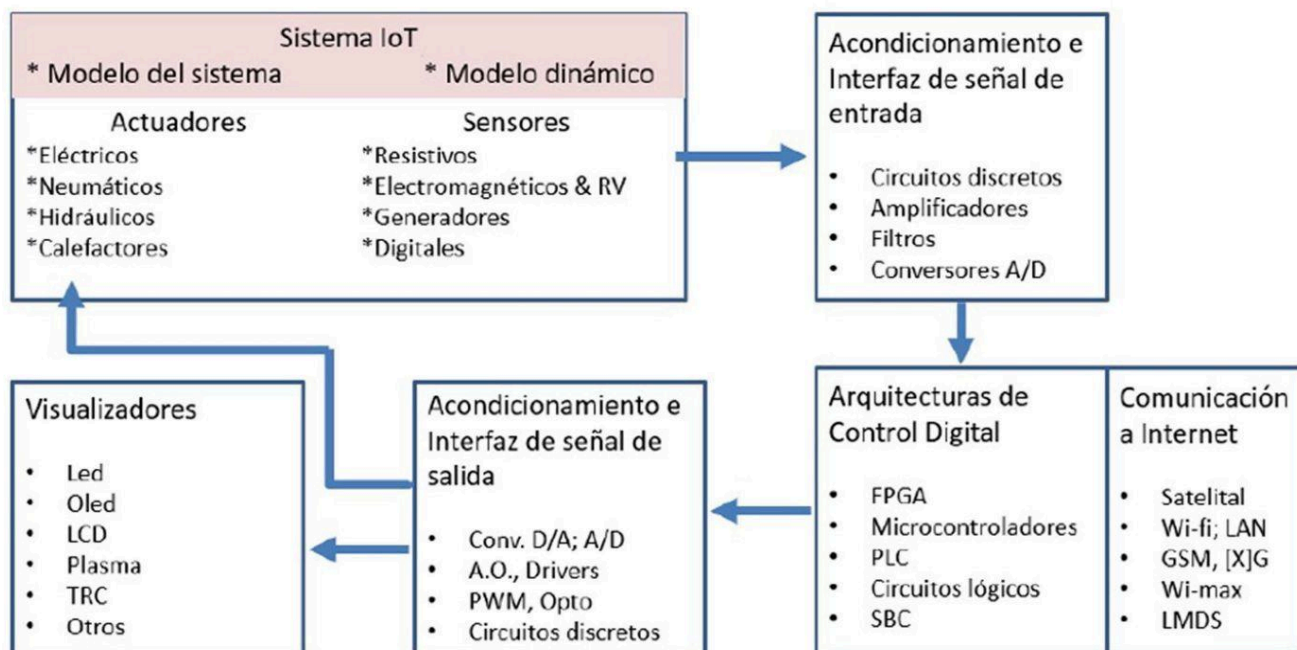 Sistema IoT
* Modelo del sistema * Modelo dinámico
Actuadores
*Eléctricos
*Neumáticos
*Hidráulicos
*Calefactores
Sensores
*Resistivos
*Electromagnéticos & RV
*Generadores
*Digitales
Acondicionamiento e
Interfaz de señal de
entrada
• Circuitos discretos
• Amplificadores
• Filtros
• Conversores A/D
Visualizadores
• Led
• Oled
• LCD
• Plasma
• TRC
• Otros
Acondicionamiento e
Interfaz de señal de
salida
• Conv. D/A; A/D
• A.O., Drivers
• PWM, Opto
• Circuitos discretos
Arquitecturas de
Control Digital
• FPGA
• Microcontroladores
• PLC
• Circuitos lógicos
• SBC
Comunicación
a Internet
• Satelital
• Wi-fi; LAN
• GSM, [X]G
• Wi-max
• LMDS